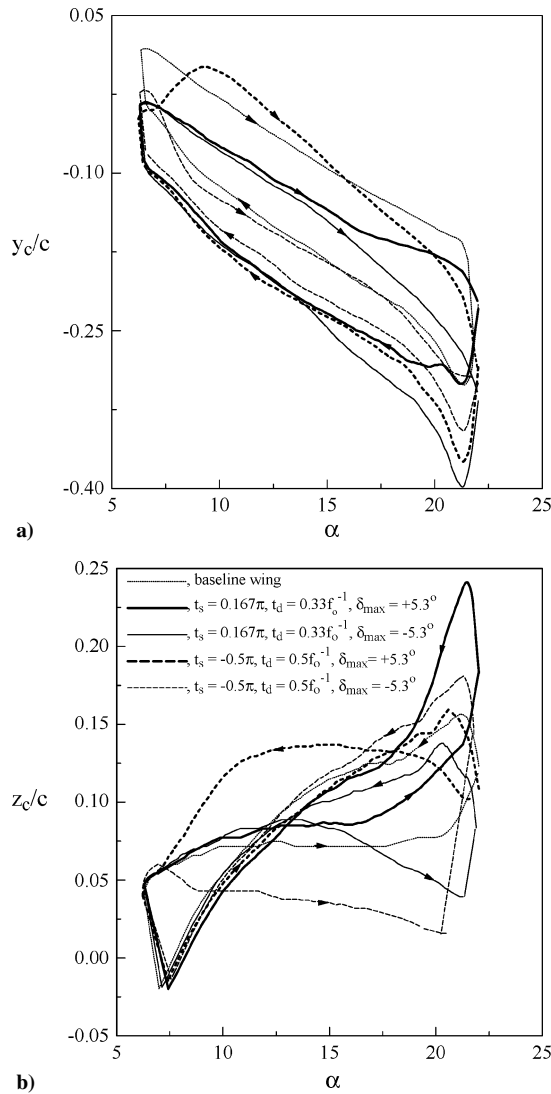 0.05
-0.10
y_c/c
-0.25
-0.40
5
10
15
20
25
a)
α
0.25
, baseline wing
, t_s = 0.167π, t_d = 0.33f_o^-1, δ_max = +5.3°
0.20
, t_s = 0.167π, t_d = 0.33f_o^-1, δ_max = -5.3°
, t_s = -0.5π, t_d = 0.5f_o^-1, δ_max = +5.3°
, t_s = -0.5π, t_d = 0.5f_o^-1, δ_max = -5.3°
0.15
z_c/c
0.10
0.05
0.00
-0.05
5
10
15
20
25
b)
α